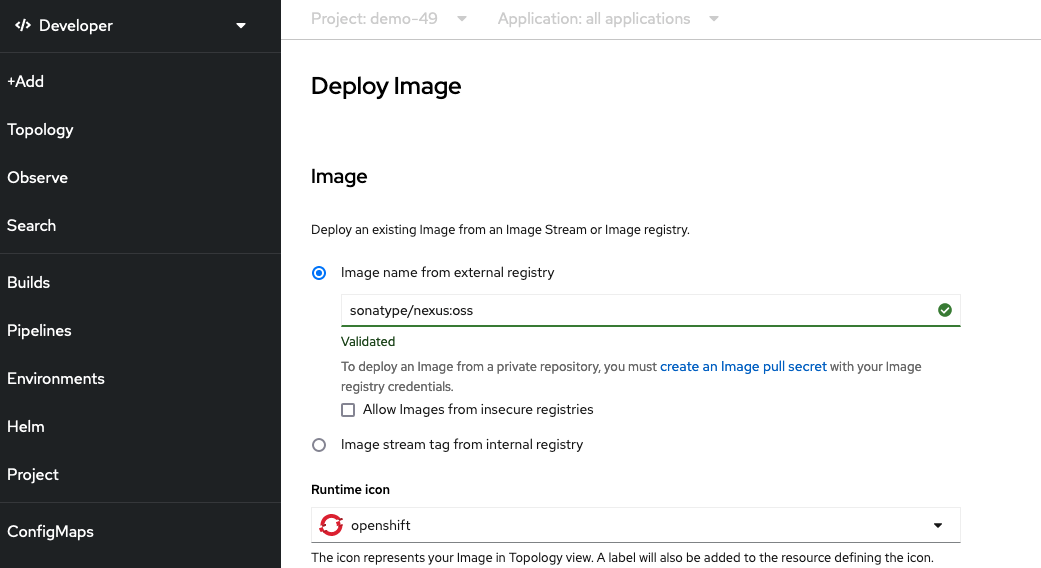 Developer
+Add
Topology
Observe
Search
Builds
Pipelines
Environments
Helm
Project
ConfigMaps
Project: demo-49
Application: all applications
Deploy Image
Image
Deploy an existing Image from an Image Stream or Image registry.
Image name from external registry
sonatype/nexus:oss
Validated
To deploy an Image from a private repository, you must create an Image pull secret with your Image
registry credentials.
Allow Images from insecure registries
Image stream tag from internal registry
Runtime icon
openshift
The icon represents your Image in Topology view. A label will also be added to the resource defining the icon.